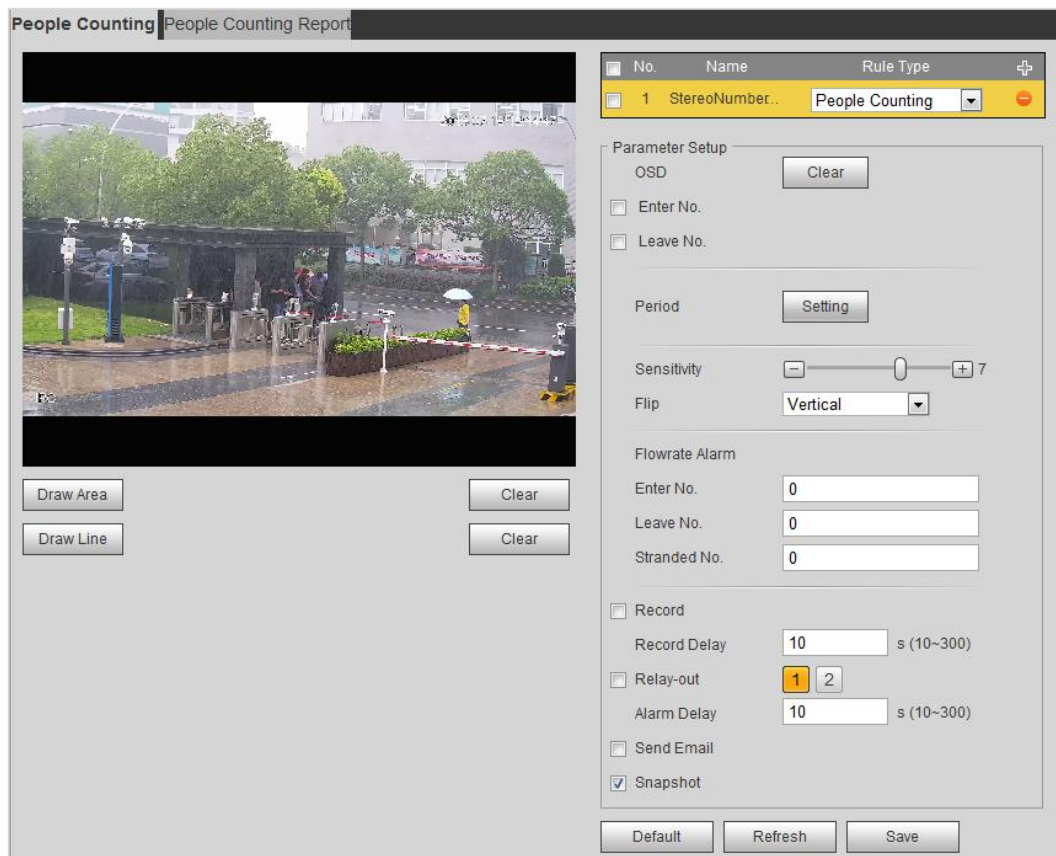 People Counting People Counting Report
No. Name Rule Type
1 StereoNumber.. People Counting
Parameter Setup
OSD Clear
Enter No.
Leave No.
Period Setting
Sensitivity 7
Flip Vertical
Flowrate Alarm
Enter No. 0
Leave No. 0
Stranded No. 0
Record
Record Delay 10 s (10~300)
Relay-out 1 2
Alarm Delay 10 s (10~300)
Send Email
Snapshot
Default Refresh Save
Draw Area Clear
Draw Line Clear